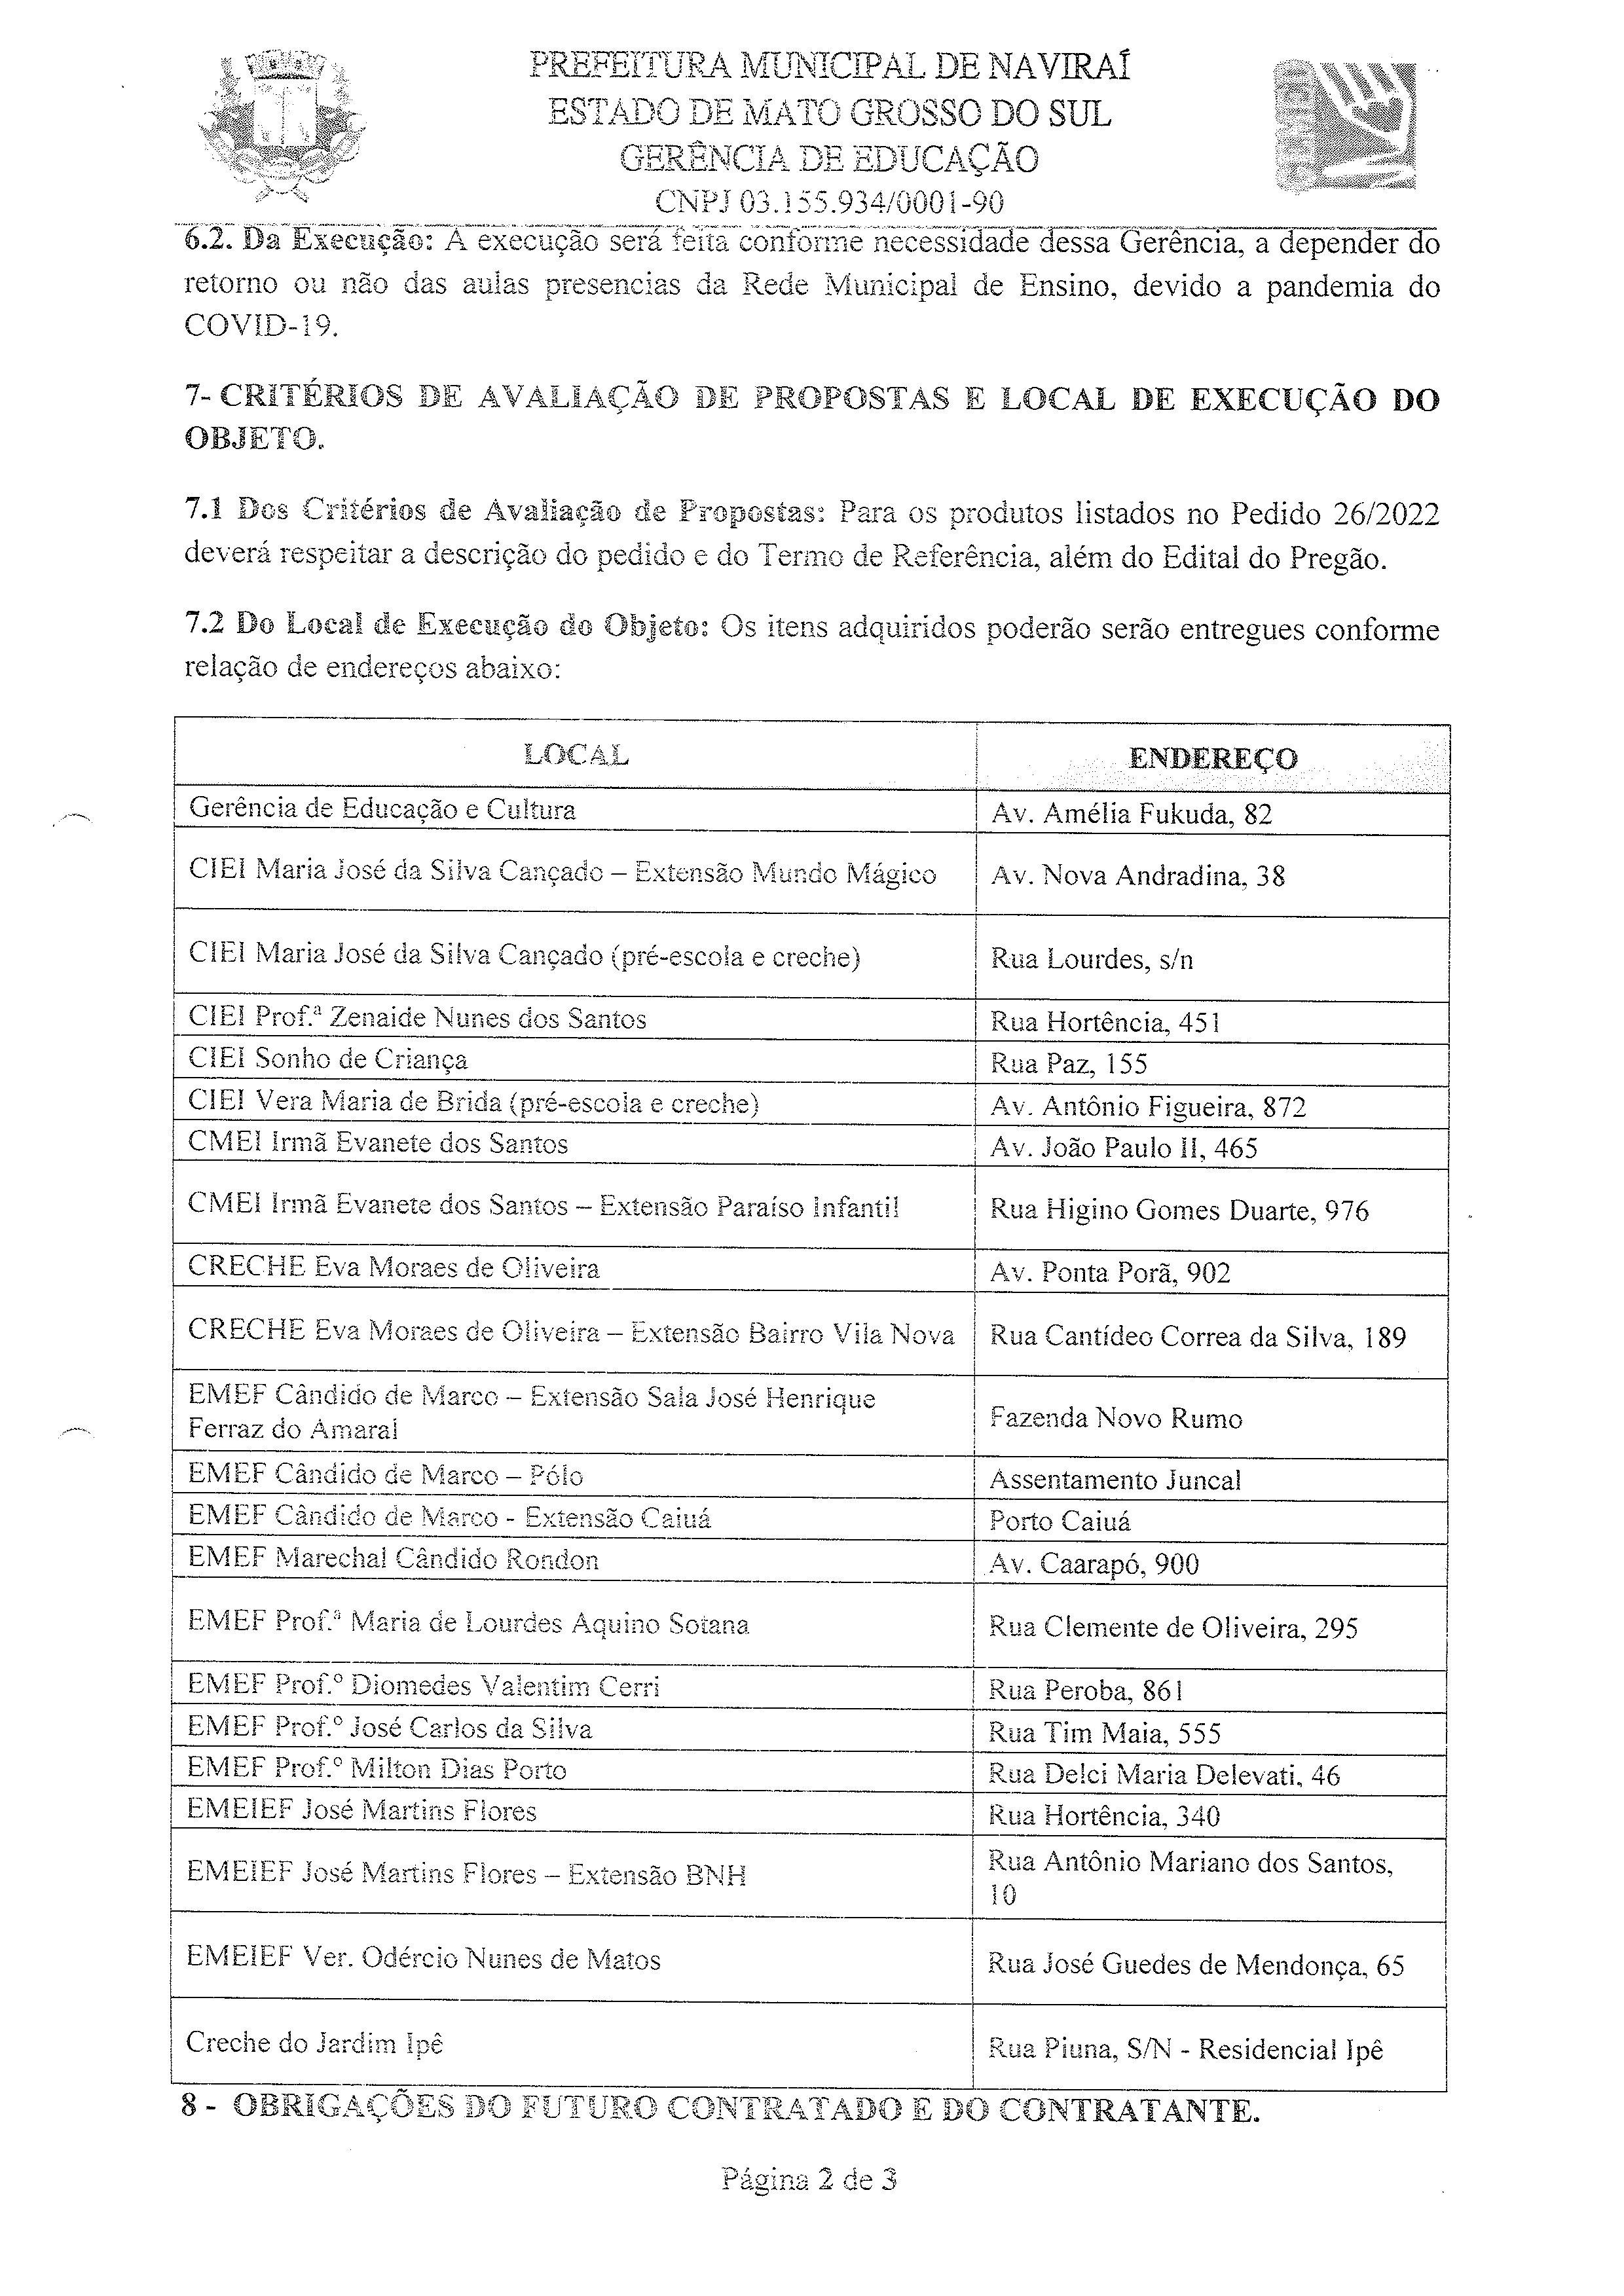 PREFEITURA MUNICIPAL DE NAVIRAÍ
ESTADO DE MATO GROSSO DO SUL
GERÊNCIA DE EDUCAÇÃO
CNPJ 03.155.934/0001-90
6.2. Da Execução: A execução será feita conforme necessidade dessa Gerência, a depender do
retorno ou não das aulas presencias da Rede Municipal de Ensino, devido a pandemia do
COVID-19.
7- CRITÉRIOS DE AVALIAÇÃO DE PROPOSTAS E LOCAL DE EXECUÇÃO DO
OBJETO.
7.1 Dos Critérios de Avaliação de Propostas: Para os produtos listados no Pedido 26/2022
deverá respeitar a descrição do pedido e do Termo de Referência, além do Edital do Pregão.
7.2 Do Local de Execução do Objeto: Os itens adquiridos poderão serão entregues conforme
relação de endereços abaixo:
LOCAL ENDEREÇO
Gerência de Educação e Cultura Av. Amélia Fukuda, 82
CIEI Maria José da Silva Cançado – Extensão Mundo Mágico Av. Nova Andradina, 38
CIEI Maria José da Silva Cançado (pré-escola e creche) Rua Lourdes, s/n
CIEI Prof.ª Zenaide Nunes dos Santos Rua Hortência, 451
CIEI Sonho de Criança Rua Paz, 155
CIEI Vera Maria de Brida (pré-escola e creche) Av. Antônio Figueira, 872
CMEI Irmã Evanete dos Santos Av. João Paulo II, 465
CMEI Irmã Evanete dos Santos – Extensão Paraíso Infantil Rua Higino Gomes Duarte, 976
CRECHE Eva Moraes de Oliveira Av. Ponta Porã, 902
CRECHE Eva Moraes de Oliveira – Extensão Bairro Vila Nova Rua Cantídeo Correa da Silva, 189
EMEF Cândido de Marco – Extensão Sala José Henrique
Ferraz do Amaral Fazenda Novo Rumo
EMEF Cândido de Marco – Pólo Assentamento Juncal
EMEF Cândido de Marco - Extensão Caiuá Porto Caiuá
EMEF Marechal Cândido Rondon Av. Caarapó, 900
EMEF Prof.ª Maria de Lourdes Aquino Sotana Rua Clemente de Oliveira, 295
EMEF Prof.º Diomedes Valentim Cerri Rua Peroba, 861
EMEF Prof.º José Carlos da Silva Rua Tim Maia, 555
EMEF Prof.º Milton Dias Porto Rua Delci Maria Delevati, 46
EMEIEF José Martins Flores Rua Hortência, 340
EMEIEF José Martins Flores – Extensão BNH Rua Antônio Mariano dos Santos,
10
EMEIEF Ver. Odércio Nunes de Matos Rua José Guedes de Mendonça, 65
Creche do Jardim Ipê Rua Piuna, S/N - Residencial Ipê
8 - OBRIGAÇÕES DO FUTURO CONTRATADO E DO CONTRATANTE.
Página 2 de 3